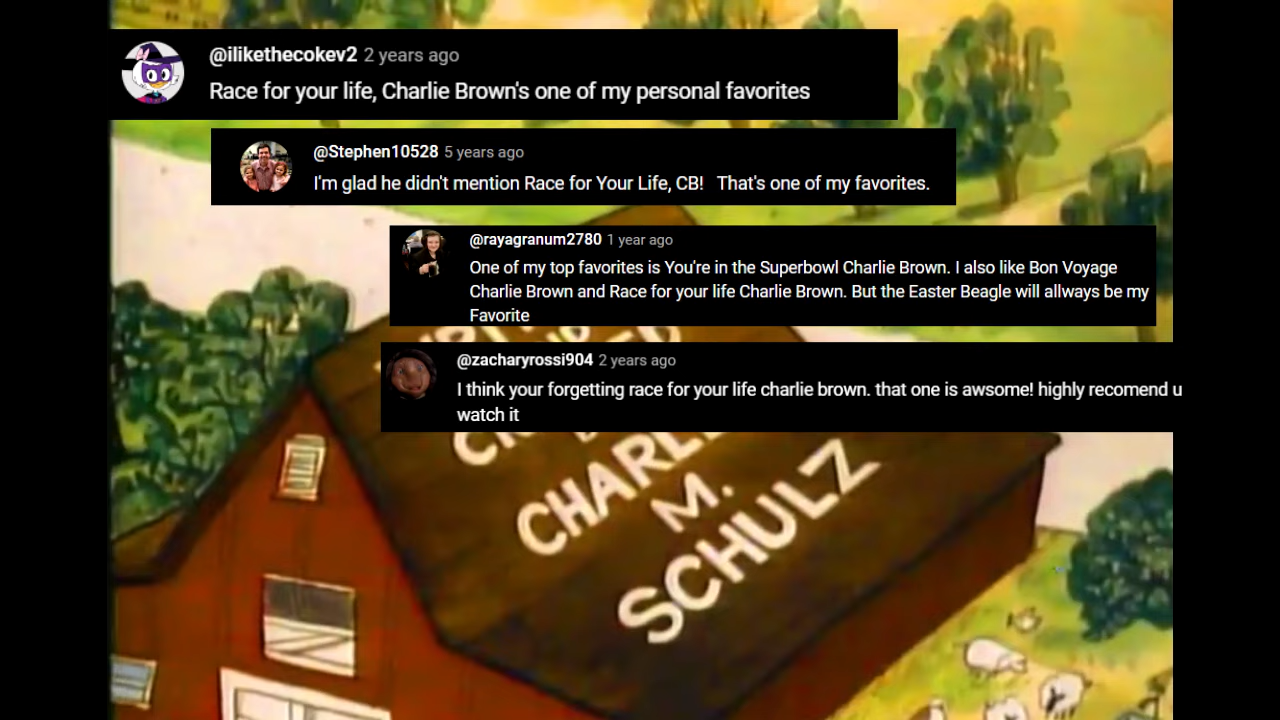 @ilikethecokev2 2 years ago
Race for your life, Charlie Brown's one of my personal favorites
@Stephen10528 5 years ago
I'm glad he didn't mention Race for Your Life, CB! That's one of my favorites.
@rayagranum2780 1 year ago
One of my top favorites is You're in the Superbowl Charlie Brown. I also like Bon Voyage
Charlie Brown and Race for your life Charlie Brown. But the Easter Beagle will allways be my
Favorite
@zacharyrossi904 2 years ago
I think your forgetting race for your life charlie brown. that one is awsome! highly recomend u
watch it
M.
SCHULZ